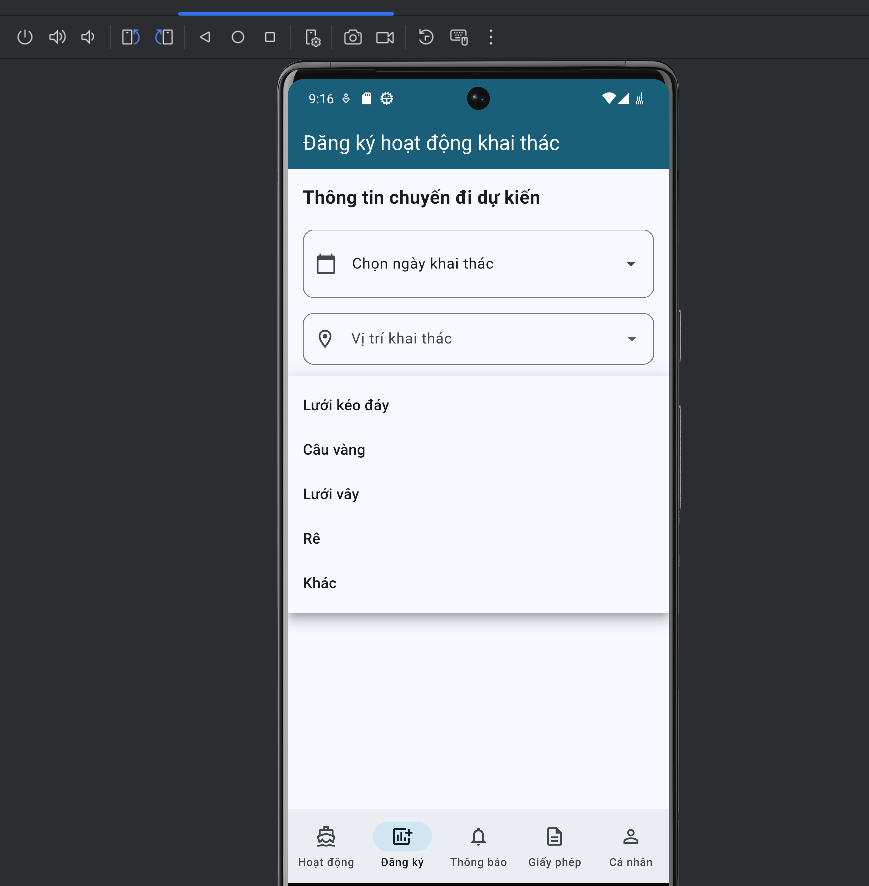 9:16
Đăng ký hoạt động khai thác
Thông tin chuyến đi dự kiến
Chọn ngày khai thác
Vị trí khai thác
Lưới kéo đáy
Câu vàng
Lưới vây
Rê
Khác
Hoạt động
Đăng ký
Thông báo
Giấy phép
Cá nhân